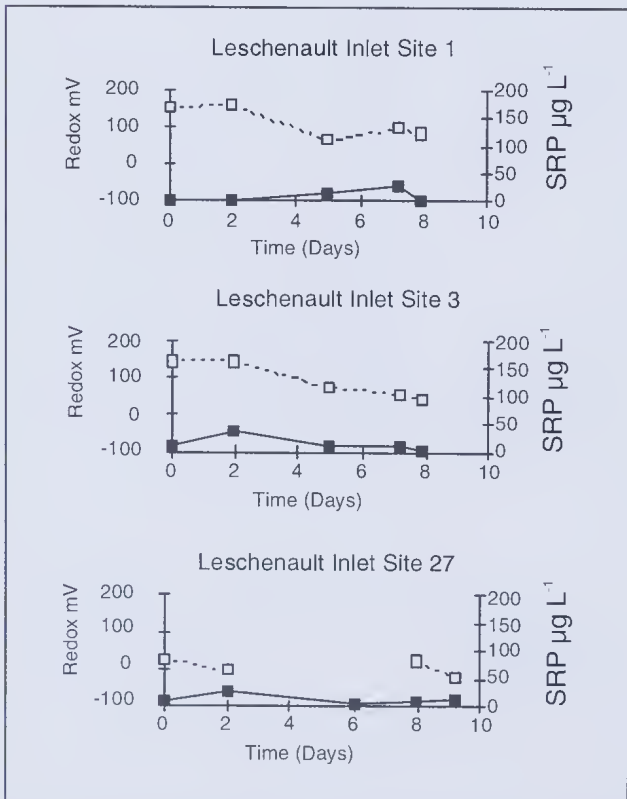 Leschenault Inlet Site 1
Redox mV
200
100
0
-100
200
150
100
50
0
SRP µg L⁻¹
0 2 4 6 8 10
Time (Days)
Leschenault Inlet Site 3
Redox mV
200
100
0
-100
200
150
100
50
0
SRP µg L⁻¹
0 2 4 6 8 10
Time (Days)
Leschenault Inlet Site 27
Redox mV
200
100
0
-100
200
150
100
50
0
SRP µg L⁻¹
0 2 4 6 8 10
Time (Days)